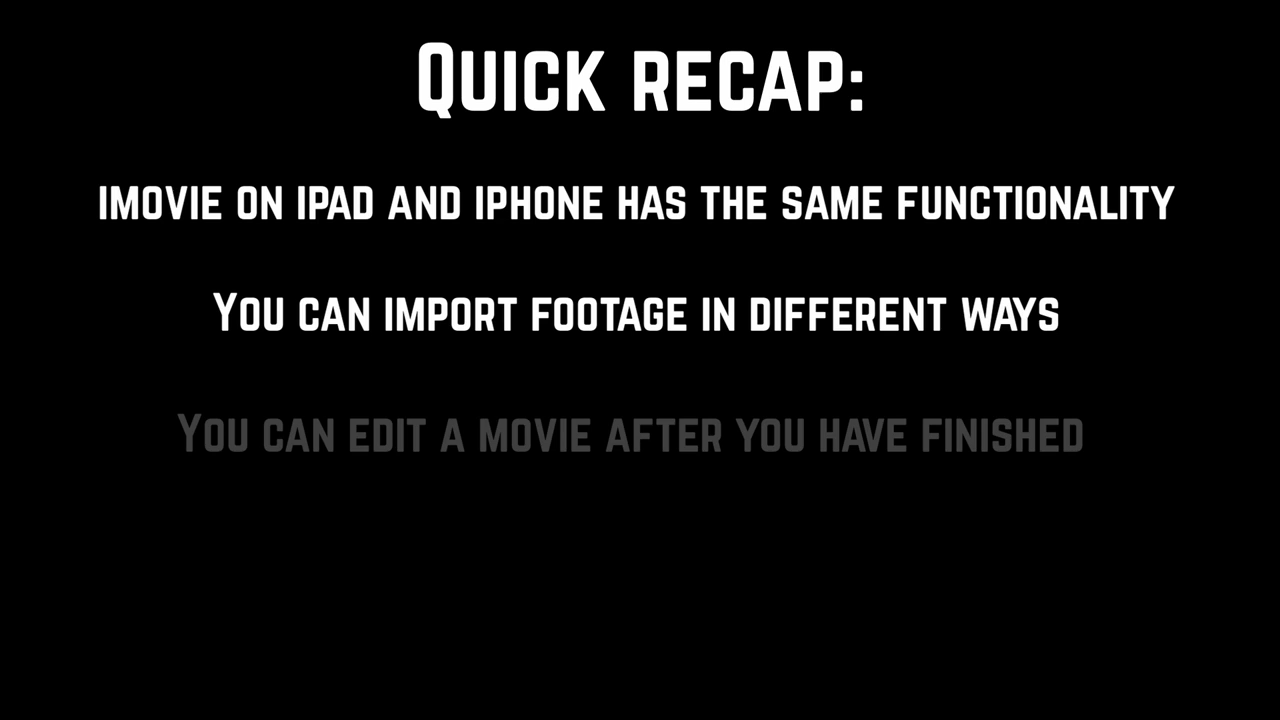 Quick recap:
imovie on ipad and iphone has the same functionality
You can import footage in different ways
You can edit a movie after you have finished